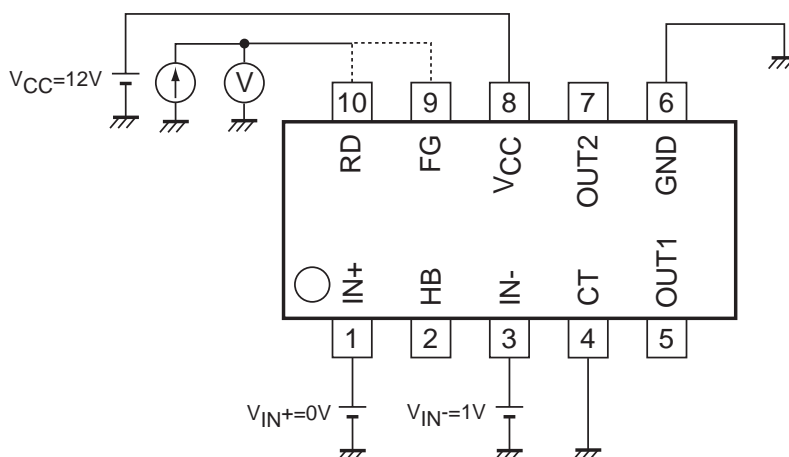 VCC=12V
V
10 9 8 7 6
RD FG VCC OUT2 GND
IN+ HB IN- CT OUT1
1 2 3 4 5
VIN+=0V VIN-=1V